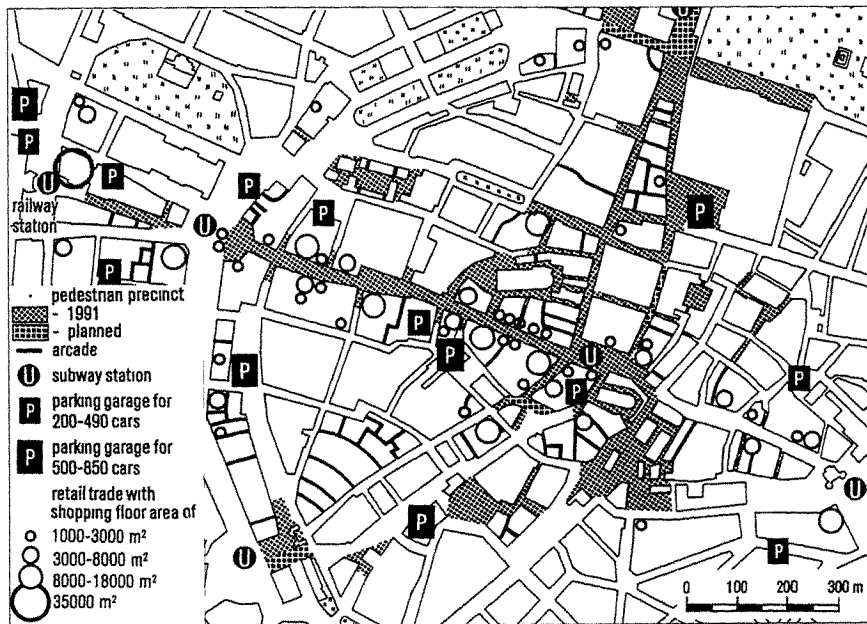 U
P
P
P
U
railway
station
P
U
P
P
P
P
P
P
U
P
P
P
U
P
P
U
pedestrian precinct
- 1991
- planned
arcade
U subway station
P parking garage for
200-490 cars
P parking garage for
500-850 cars
retail trade with
shopping floor area of
1000-3000 m²
3000-8000 m²
8000-18000 m²
35000 m²
0 100 200 300 m